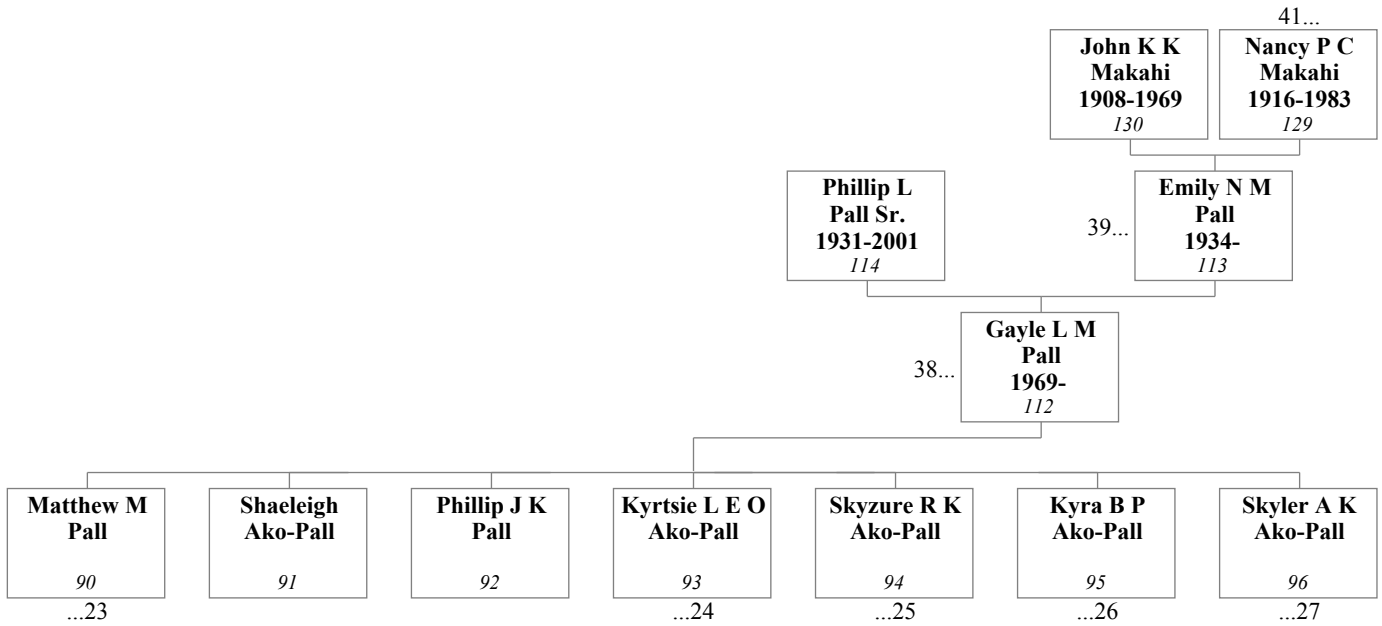 41...
John K K
Makahi
1908-1969
130
Nancy P C
Makahi
1916-1983
129
Phillip L
Pall Sr.
1931-2001
114
39...
Emily N M
Pall
1934-
113
38...
Gayle L M
Pall
1969-
112
Matthew M
Pall
90
...23
Shaeleigh
Ako-Pall
91
Phillip J K
Pall
92
Kyrtsie L E O
Ako-Pall
93
...24
Skyzure R K
Ako-Pall
94
...25
Kyra B P
Ako-Pall
95
...26
Skyler A K
Ako-Pall
96
...27